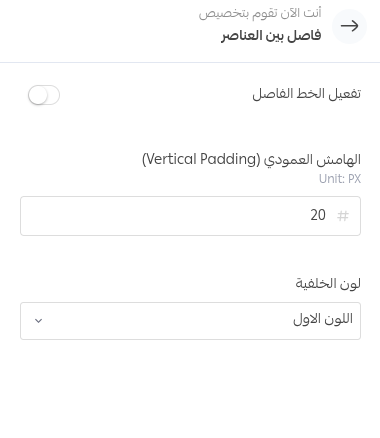 أنت الآن تقوم بتخصيص
فاصل بين العناصر
تفعيل الخط الفاصل
الهامش العمودي (Vertical Padding)
Unit: PX
# 20
لون الخلفية
اللون الاول